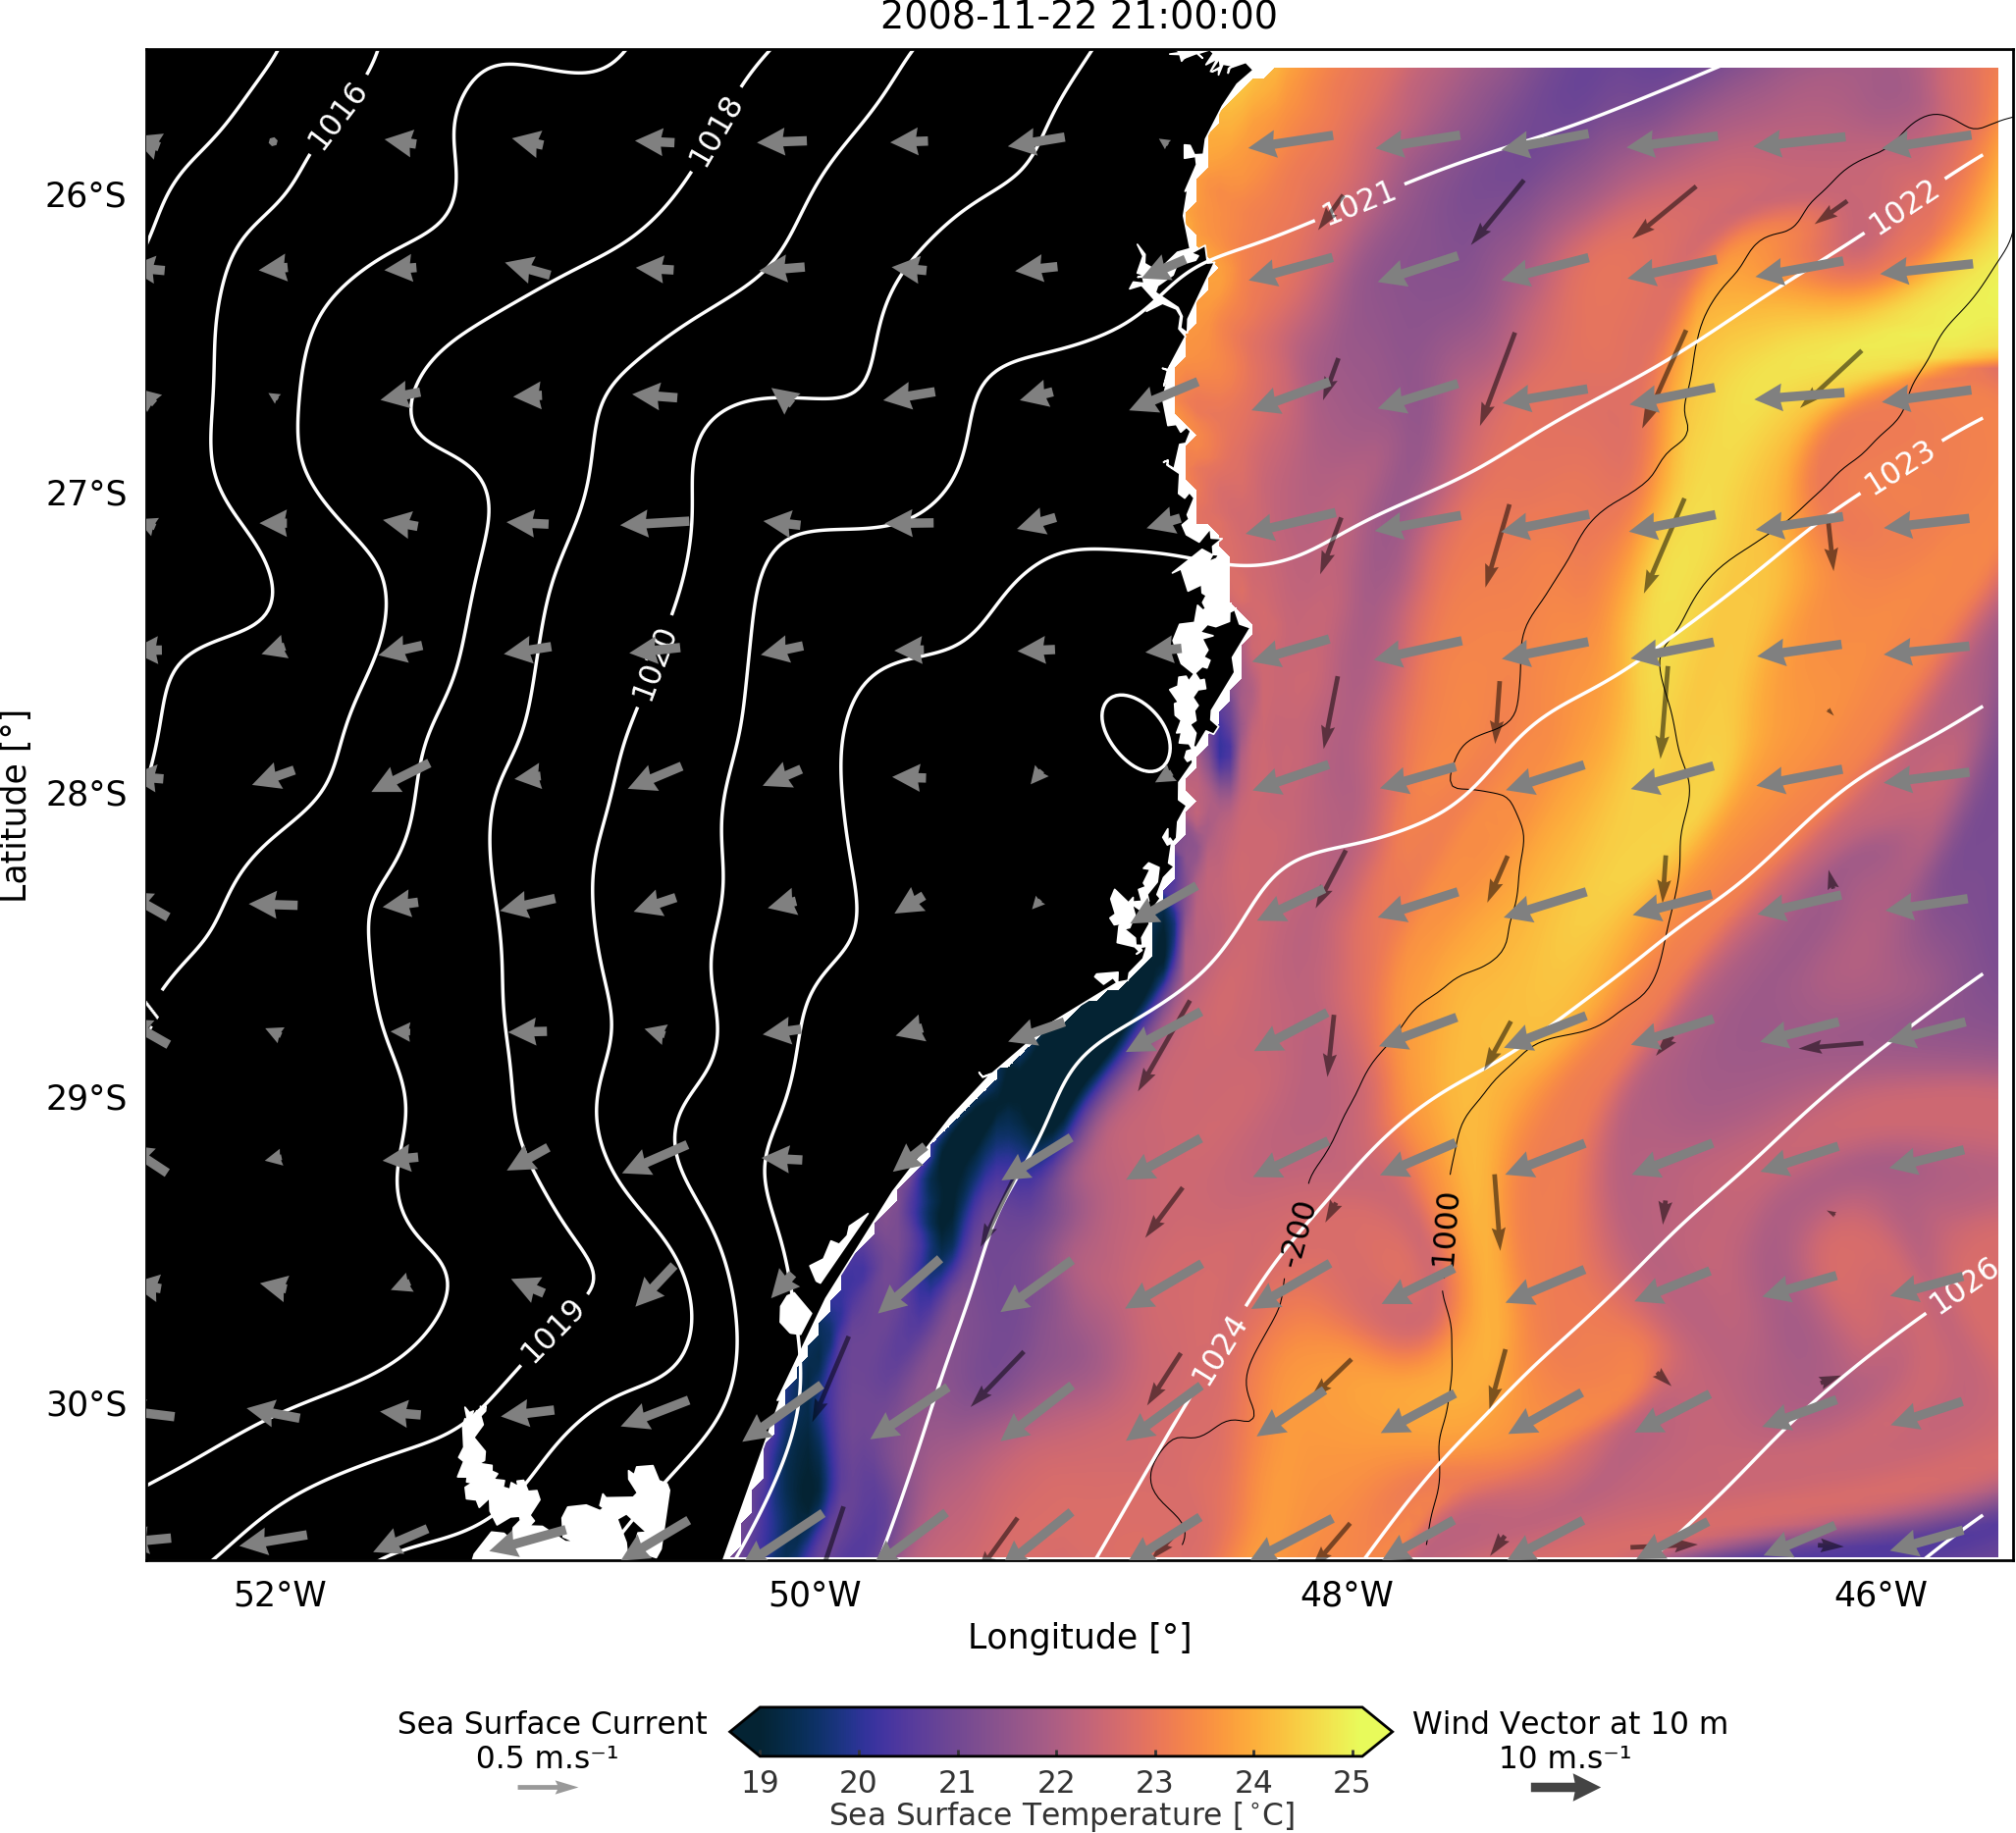 2008-11-22 21:00:00
1016
1018
1021
1022
1023
1020
1019
1024
-200
1000
1026
26°S
27°S
28°S
29°S
30°S
Latitude [°]
52°W
50°W
48°W
46°W
Longitude [°]
Sea Surface Current
0.5 m.s⁻¹
19
20
21
22
23
24
25
Sea Surface Temperature [°C]
Wind Vector at 10 m
10 m.s⁻¹